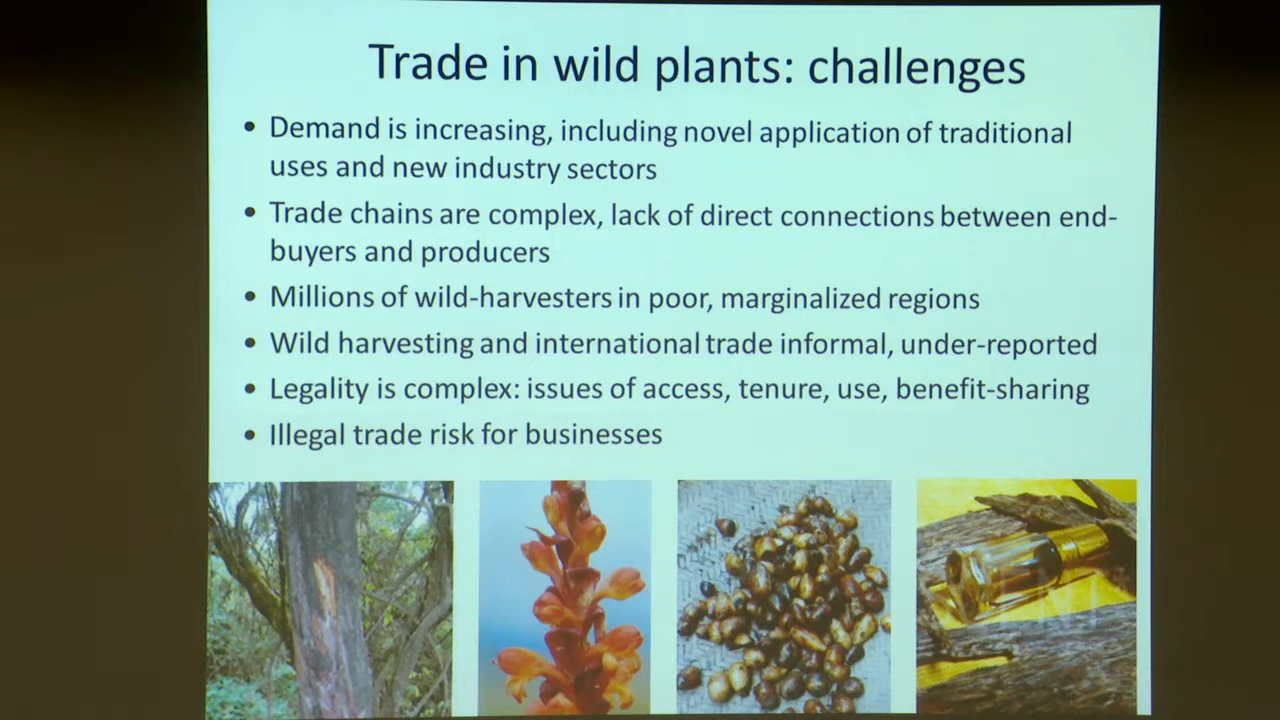 Trade in wild plants: challenges
• Demand is increasing, including novel application of traditional
uses and new industry sectors
• Trade chains are complex, lack of direct connections between end-
buyers and producers
• Millions of wild-harvesters in poor, marginalized regions
• Wild harvesting and international trade informal, under-reported
• Legality is complex: issues of access, tenure, use, benefit-sharing
• Illegal trade risk for businesses